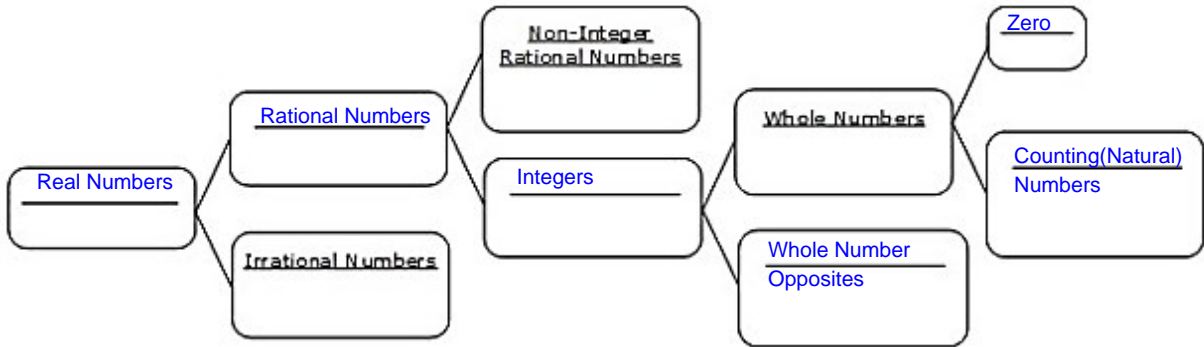 Real Numbers
Rational Numbers
Irrational Numbers
Non-Integer
Rational Numbers
Integers
Whole Numbers
Whole Number
Opposites
Zero
Counting(Natural)
Numbers